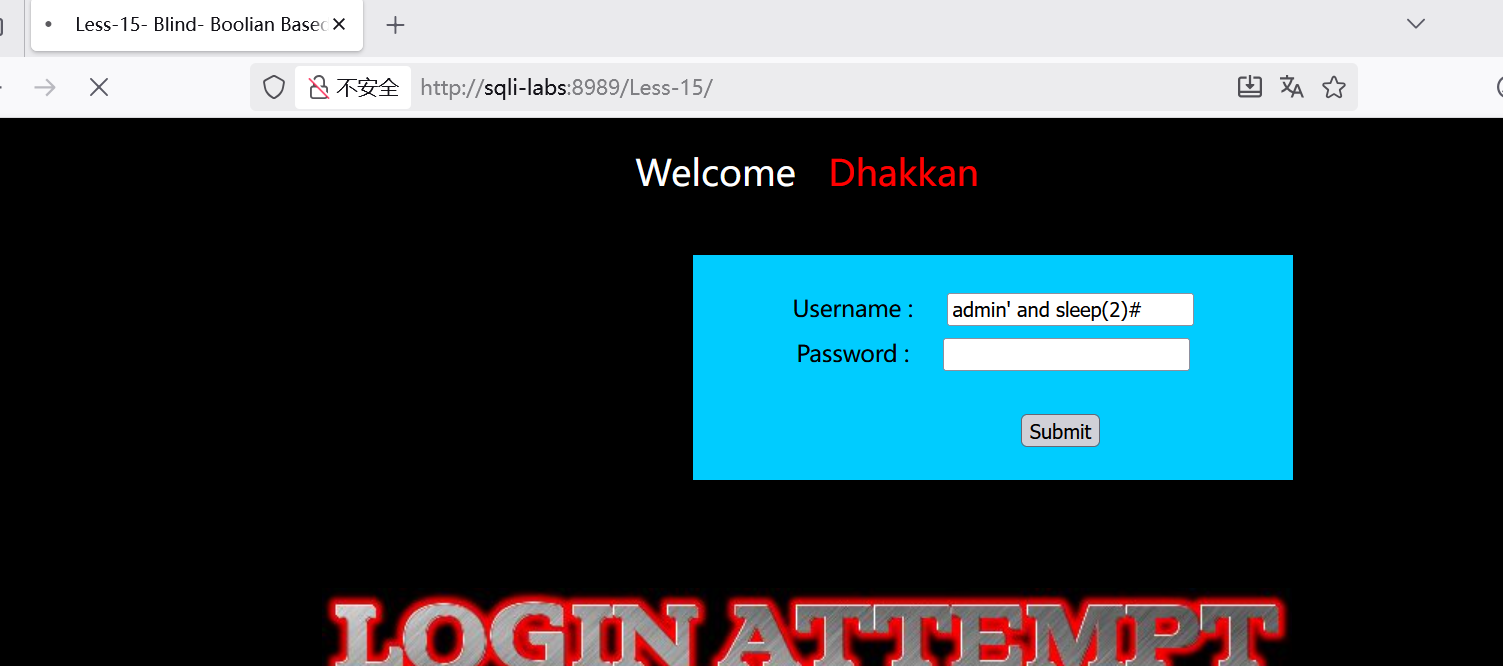 Less-15- Blind- Boolian Based
不安全 http://sqli-labs:8989/Less-15/
Welcome Dhakkan
Username : admin' and sleep(2)#
Password :
Submit
LOGIN ATTEMPT